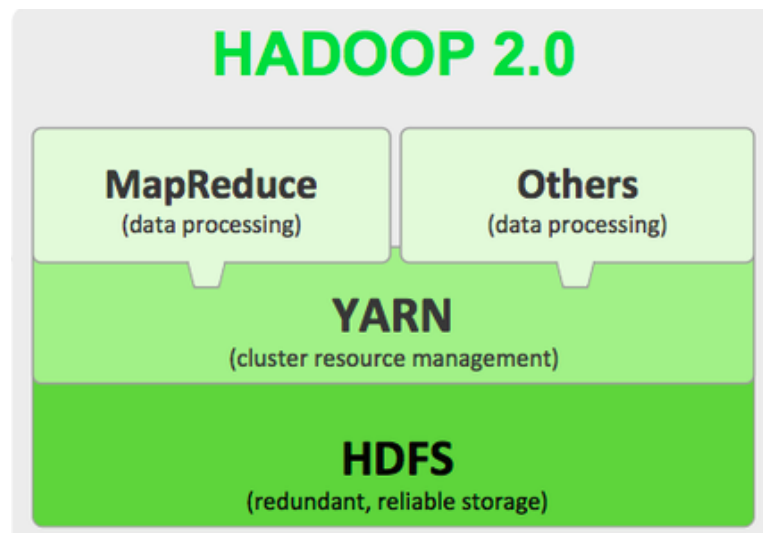 HADOOP 2.0
MapReduce
(data processing)
Others
(data processing)
YARN
(cluster resource management)
HDFS
(redundant, reliable storage)